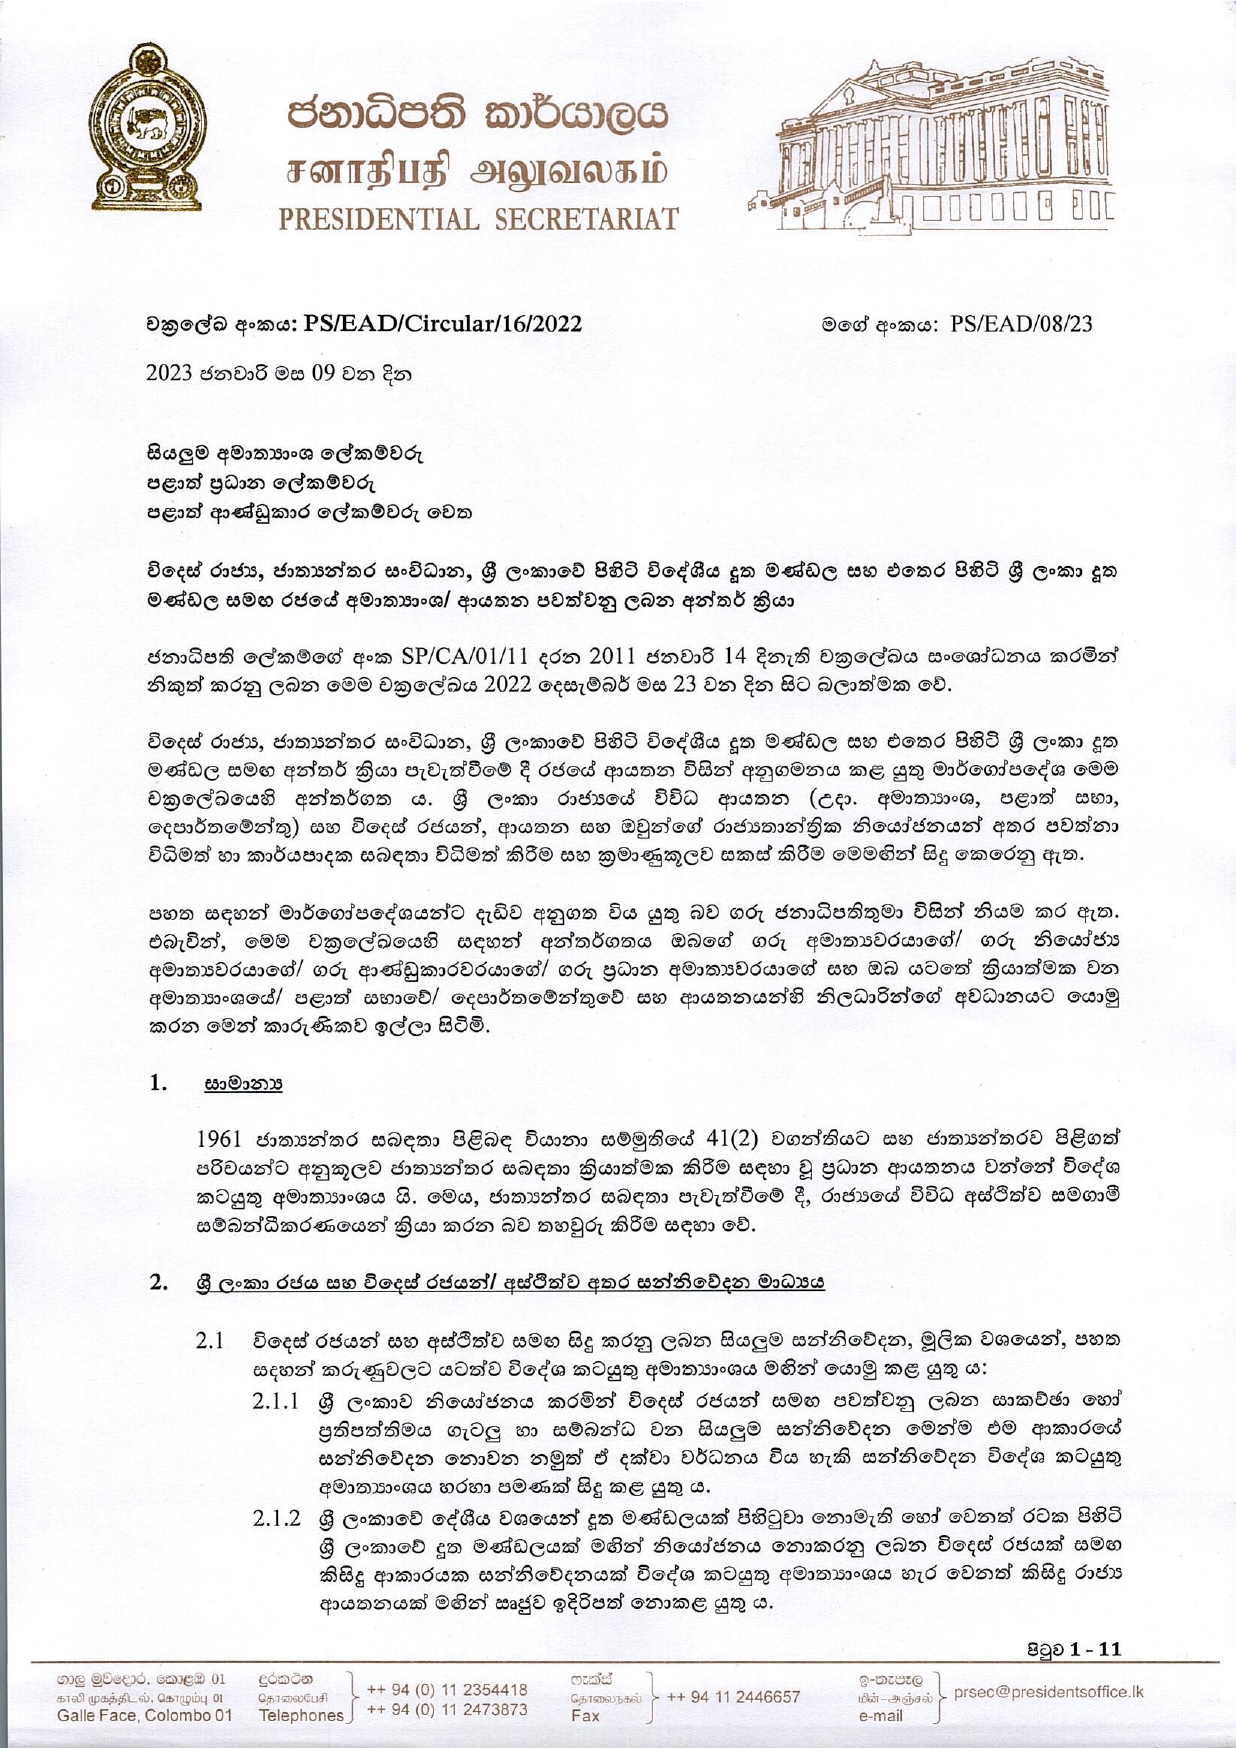 ජනාධිපති කාර්යාලය
சனாதிபதி அலுவலகம்
PRESIDENTIAL SECRETARIAT
චක්‍රලේඛ අංකය: PS/EAD/Circular/16/2022
මගේ අංකය: PS/EAD/08/23
2023 ජනවාරි මස 09 වන දින
සියලුම අමාත්‍යාංශ ලේකම්වරු
පළාත් ප්‍රධාන ලේකම්වරු
පළාත් ආණ්ඩුකාර ලේකම්වරු වෙත
විදෙස් රාජ්‍ය, ජාත්‍යන්තර සංවිධාන, ශ්‍රී ලංකාවේ පිහිටි විදේශීය දූත මණ්ඩල සහ එතෙර පිහිටි ශ්‍රී ලංකා දූත
මණ්ඩල සමඟ රජයේ අමාත්‍යාංශ/ ආයතන පවත්වනු ලබන අන්තර් ක්‍රියා
ජනාධිපති ලේකම්ගේ අංක SP/CA/01/11 දරන 2011 ජනවාරි 14 දිනැති චක්‍රලේඛය සංශෝධනය කරමින්
නිකුත් කරනු ලබන මෙම චක්‍රලේඛය 2022 දෙසැම්බර් මස 23 වන දින සිට බලාත්මක වේ.
විදෙස් රාජ්‍ය, ජාත්‍යන්තර සංවිධාන, ශ්‍රී ලංකාවේ පිහිටි විදේශීය දූත මණ්ඩල සහ එතෙර පිහිටි ශ්‍රී ලංකා දූත
මණ්ඩල සමඟ අන්තර් ක්‍රියා පැවැත්වීමේ දී රජයේ ආයතන විසින් අනුගමනය කළ යුතු මාර්ගෝපදේශ මෙම
චක්‍රලේඛයෙහි අන්තර්ගත ය. ශ්‍රී ලංකා රාජ්‍යයේ විවිධ ආයතන (උදා. අමාත්‍යාංශ, පළාත් සභා,
දෙපාර්තමේන්තු) සහ විදෙස් රජයන්, ආයතන සහ ඔවුන්ගේ රාජ්‍යතාන්ත්‍රික නියෝජනයන් අතර පවත්නා
විධිමත් හා කාර්යපාදක සබඳතා විධිමත් කිරීම සහ ක්‍රමාණුකූලව සකස් කිරීම මෙමඟින් සිදු කෙරෙනු ඇත.
පහත සඳහන් මාර්ගෝපදේශයන්ට දැඩිව අනුගත විය යුතු බව ගරු ජනාධිපතිතුමා විසින් නියම කර ඇත.
එබැවින්, මෙම චක්‍රලේඛයෙහි සඳහන් අන්තර්ගතය ඔබගේ ගරු අමාත්‍යවරයාගේ/ ගරු නියෝජ්‍ය
අමාත්‍යවරයාගේ/ ගරු ආණ්ඩුකාරවරයාගේ/ ගරු ප්‍රධාන අමාත්‍යවරයාගේ සහ ඔබ යටතේ ක්‍රියාත්මක වන
අමාත්‍යාංශයේ/ පළාත් සභාවේ/ දෙපාර්තමේන්තුවේ සහ ආයතනයන්හි නිලධාරින්ගේ අවධානයට යොමු
කරන මෙන් කාරුණිකව ඉල්ලා සිටිමි.
1. සාමාන්‍ය
1961 ජාත්‍යන්තර සබඳතා පිළිබඳ වියානා සම්මුතියේ 41(2) වගන්තියට සහ ජාත්‍යන්තරව පිළිගත්
පරිචයන්ට අනුකූලව ජාත්‍යන්තර සබඳතා ක්‍රියාත්මක කිරීම සඳහා වූ ප්‍රධාන ආයතනය වන්නේ විදේශ
කටයුතු අමාත්‍යාංශය යි. මෙය, ජාත්‍යන්තර සබඳතා පැවැත්වීමේ දී, රාජ්‍යයේ විවිධ අස්ථිත්ව සමගාමී
සම්බන්ධීකරණයෙන් ක්‍රියා කරන බව තහවුරු කිරීම සඳහා වේ.
2. ශ්‍රී ලංකා රජය සහ විදෙස් රජයන්/ අස්ථිත්ව අතර සන්නිවේදන මාධ්‍යය
2.1 විදෙස් රජයන් සහ අස්ථිත්ව සමඟ සිදු කරනු ලබන සියලුම සන්නිවේදන, මූලික වශයෙන්, පහත
සදහන් කරුණුවලට යටත්ව විදේශ කටයුතු අමාත්‍යාංශය මඟින් යොමු කළ යුතු ය:
2.1.1 ශ්‍රී ලංකාව නියෝජනය කරමින් විදෙස් රජයන් සමඟ පවත්වනු ලබන සාකච්ඡා හෝ
ප්‍රතිපත්තිමය ගැටලු හා සම්බන්ධ වන සියලුම සන්නිවේදන මෙන්ම එම ආකාරයේ
සන්නිවේදන නොවන නමුත් ඒ දක්වා වර්ධනය විය හැකි සන්නිවේදන විදේශ කටයුතු
අමාත්‍යාංශය හරහා පමණක් සිදු කළ යුතු ය.
2.1.2 ශ්‍රී ලංකාවේ දේශීය වශයෙන් දූත මණ්ඩලයක් පිහිටුවා නොමැති හෝ වෙනත් රටක පිහිටි
ශ්‍රී ලංකාවේ දූත මණ්ඩලයක් මඟින් නියෝජනය නොකරනු ලබන විදෙස් රජයක් සමඟ
කිසිදු ආකාරයක සන්නිවේදනයක් විදේශ කටයුතු අමාත්‍යාංශය හැර වෙනත් කිසිදු රාජ්‍ය
ආයතනයක් මඟින් සෘජුව ඉදිරිපත් නොකළ යුතු ය.
පිටුව 1 - 11
ගාලු මුවදොර, කොළඹ 01
காலி முகத்திடல், கொழும்பு 01
Galle Face, Colombo 01
දුරකථන
தொலைபேசி
Telephones
++ 94 (0) 11 2354418
++ 94 (0) 11 2473873
ෆැක්ස්
தொலைநகல்
Fax
++ 94 11 2446657
ඉ-තැපෑල
மின்-அஞ்சல்
e-mail
prsec@presidentsoffice.lk